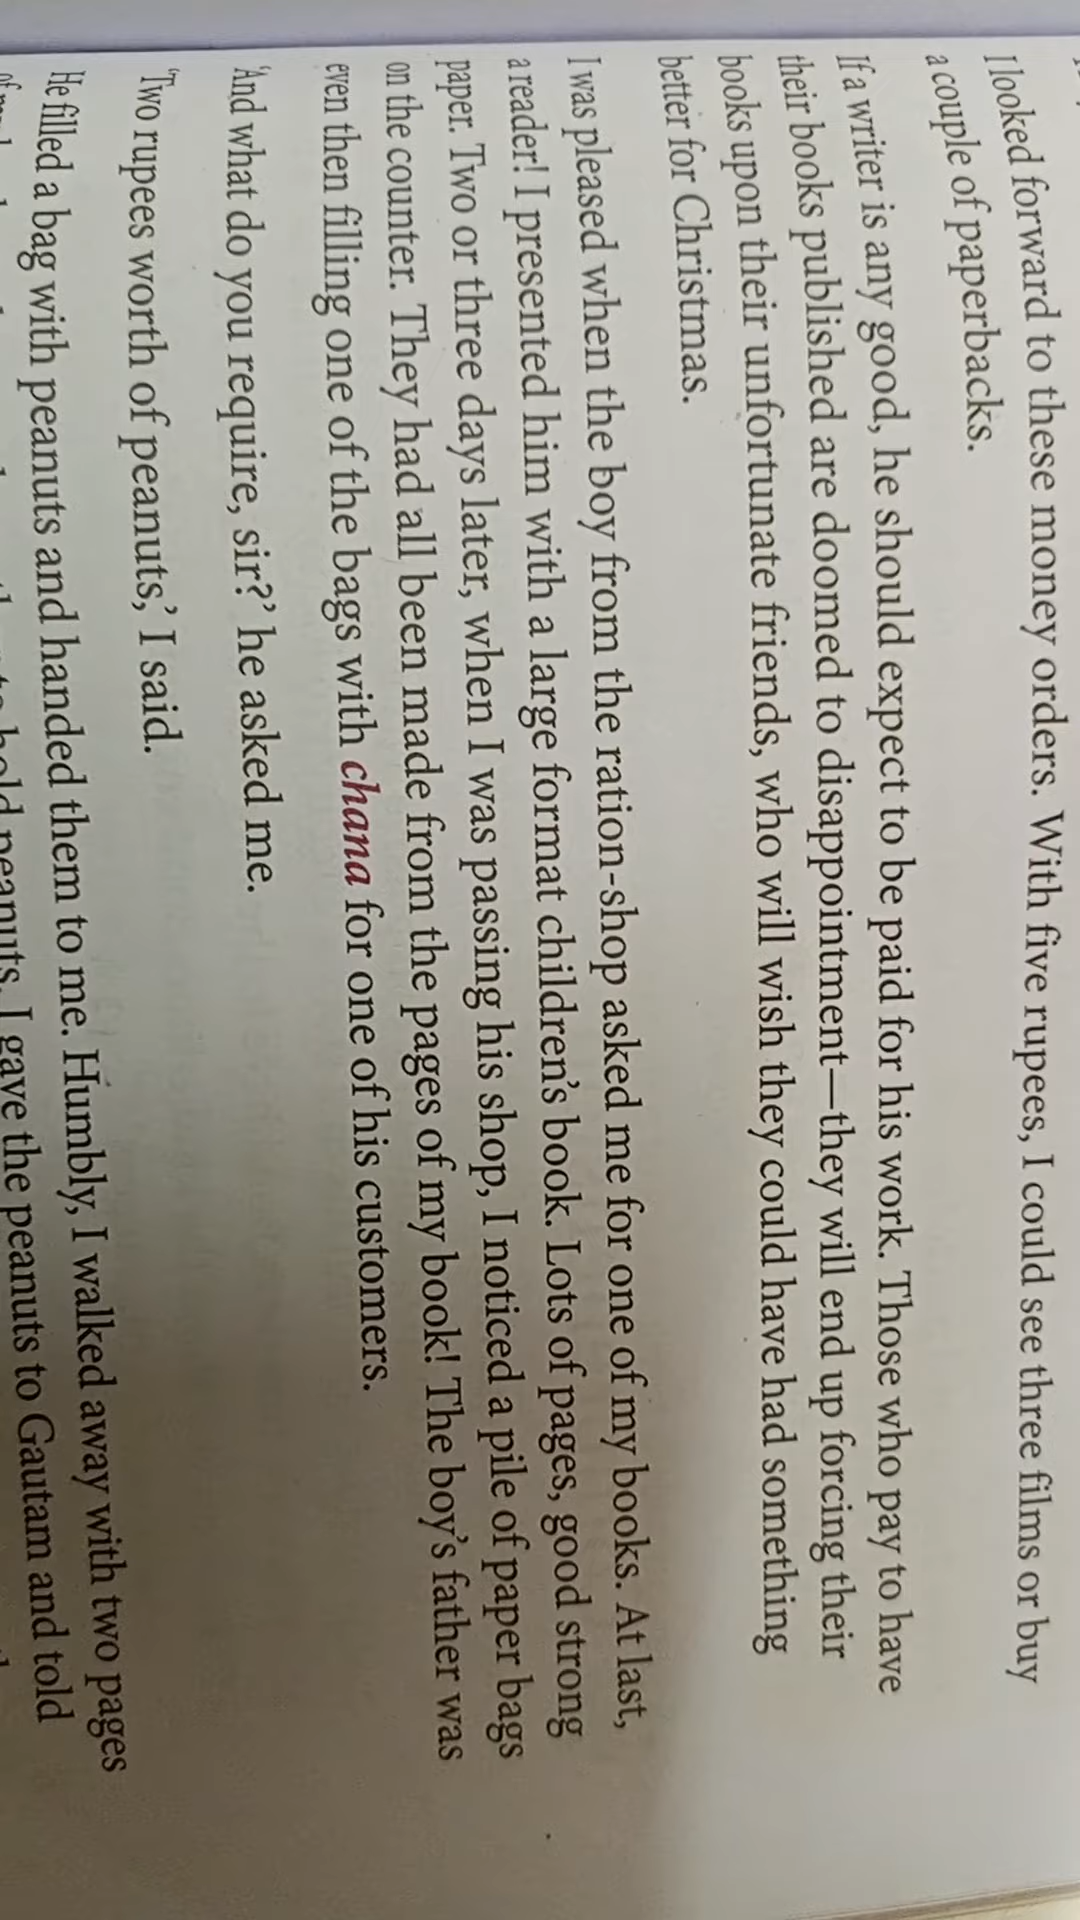 I looked forward to these money orders. With five rupees, I could see three films or buy
a couple of paperbacks.
If a writer is any good, he should expect to be paid for his work. Those who pay to have
their books published are doomed to disappointment—they will end up forcing their
books upon their unfortunate friends, who will wish they could have had something
better for Christmas.
I was pleased when the boy from the ration-shop asked me for one of my books. At last,
a reader! I presented him with a large format children's book. Lots of pages, good strong
paper. Two or three days later, when I was passing his shop, I noticed a pile of paper bags
on the counter. They had all been made from the pages of my book! The boy's father was
even then filling one of the bags with chana for one of his customers.
'And what do you require, sir?' he asked me.
'Two rupees worth of peanuts,' I said.
He filled a bag with peanuts and handed them to me. Humbly, I walked away with two pages
hold peanuts. I gave the peanuts to Gautam and told